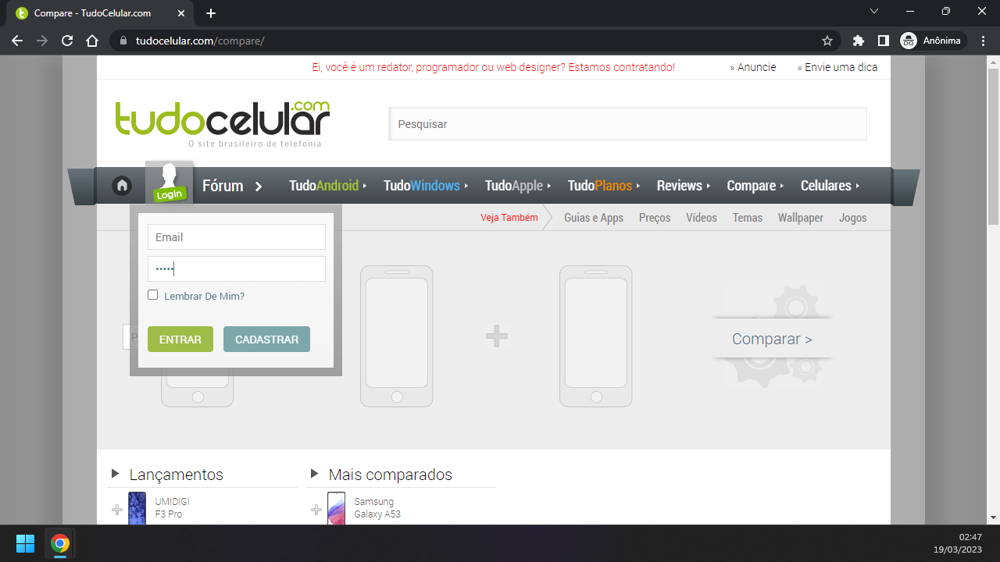 Compare - TudoCelular.com
tudocelular.com/compare/
Anônima
Ei, você é um redator, programador ou web designer? Estamos contratando!
» Anuncie
» Envie uma dica
tudocelular.com
O site brasileiro de telefonia
Pesquisar
Login
Fórum
TudoAndroid
TudoWindows
TudoApple
TudoPlanos
Reviews
Compare
Celulares
Veja Também
Guias e Apps
Preços
Vídeos
Temas
Wallpaper
Jogos
Email
•••••
Lembrar De Mim?
ENTRAR
CADASTRAR
Comparar >
Lançamentos
Mais comparados
UMIDIGI
F3 Pro
Samsung
Galaxy A53
02:47
19/03/2023